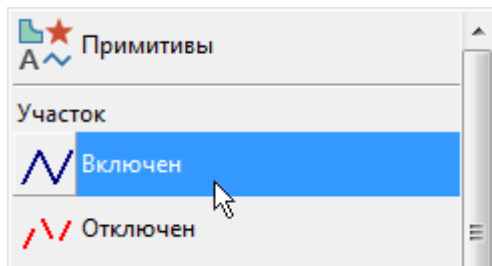 Примитивы
Участок
Включен
Отключен